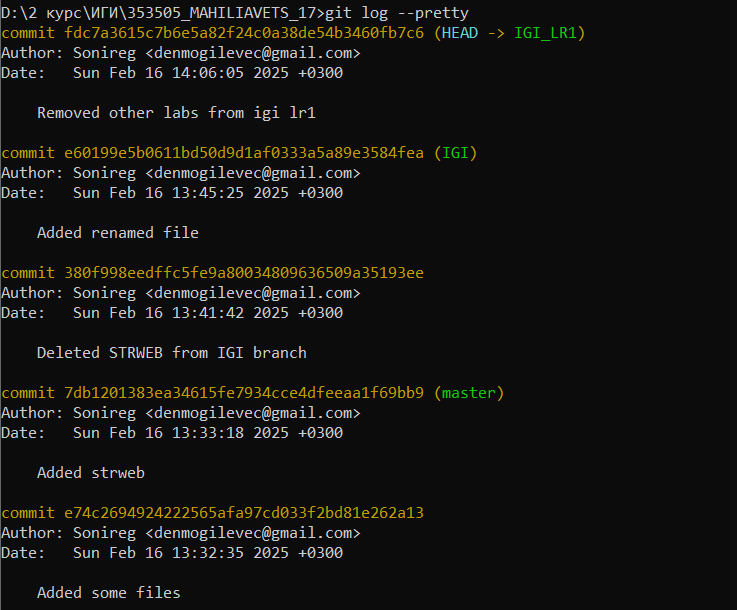 D:\2 курс\ИГИ\353505_MAHILIAVETS_17>git log --pretty
commit fdc7a3615c7b6e5a82f24c0a38de54b3460fb7c6 (HEAD -> IGI_LR1)
Author: Sonireg <denmogilevec@gmail.com>
Date:   Sun Feb 16 14:06:05 2025 +0300
    Removed other labs from igi lr1
commit e60199e5b0611bd50d9d1af0333a5a89e3584fea (IGI)
Author: Sonireg <denmogilevec@gmail.com>
Date:   Sun Feb 16 13:45:25 2025 +0300
    Added renamed file
commit 380f998eedffc5fe9a80034809636509a35193ee
Author: Sonireg <denmogilevec@gmail.com>
Date:   Sun Feb 16 13:41:42 2025 +0300
    Deleted STRWEB from IGI branch
commit 7db1201383ea34615fe7934cce4dfeeaa1f69bb9 (master)
Author: Sonireg <denmogilevec@gmail.com>
Date:   Sun Feb 16 13:33:18 2025 +0300
    Added strweb
commit e74c2694924222565afa97cd033f2bd81e262a13
Author: Sonireg <denmogilevec@gmail.com>
Date:   Sun Feb 16 13:32:35 2025 +0300
    Added some files